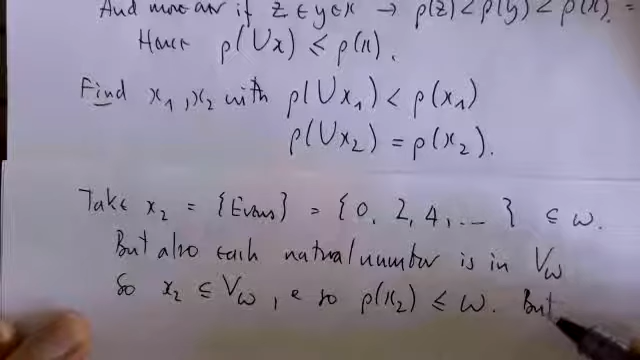 And moreover if z ∈ y ∈ x → ρ(z) < ρ(y) < ρ(x). =
Hence ρ(∪x) ≤ ρ(x).
Find x₁, x₂ with ρ(∪x₁) < ρ(x₁)
ρ(∪x₂) = ρ(x₂).
Take x₂ = {Evens} = {0, 2, 4, ... } ⊆ ω.
But also each natural number is in V_ω
So x₂ ⊆ V_ω, & so ρ(x₂) ≤ ω. But